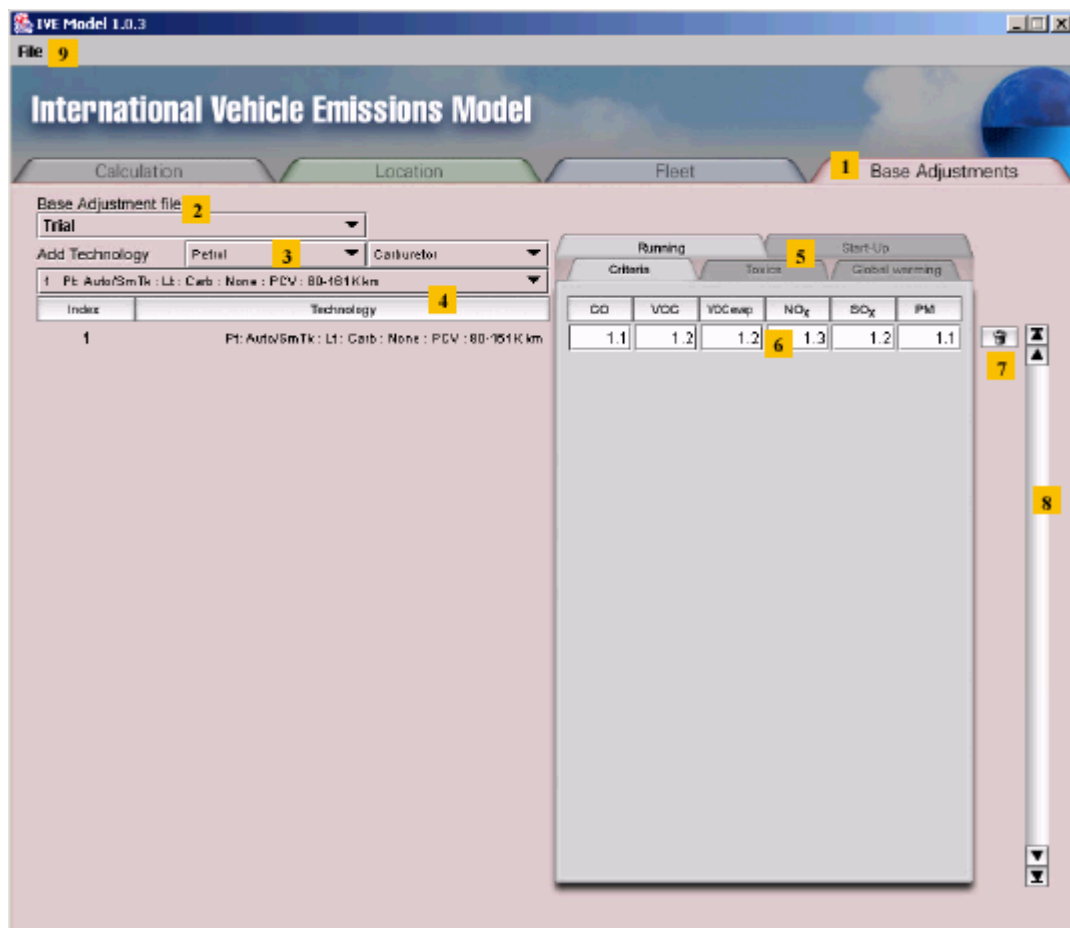 IVE Model 1.0.3
File 9
International Vehicle Emissions Model
Calculation Location Fleet 1 Base Adjustments
Base Adjustment file 2
Trial
Add Technology Petrol 3 Carburetor
Running 5 Start-Up
Criteria Toxics Global warming
1 Pt: Auto/SmTk : Lt : Carb : None : PCV : 80-161K km
4
Index Technology
CO VOC VOC evap NOx SOx PM
1 Pt: Auto/SmTk : Lt : Carb : None : PCV : 80-161K km
1.1 1.2 1.2 6 1.3 1.2 1.1
7
8